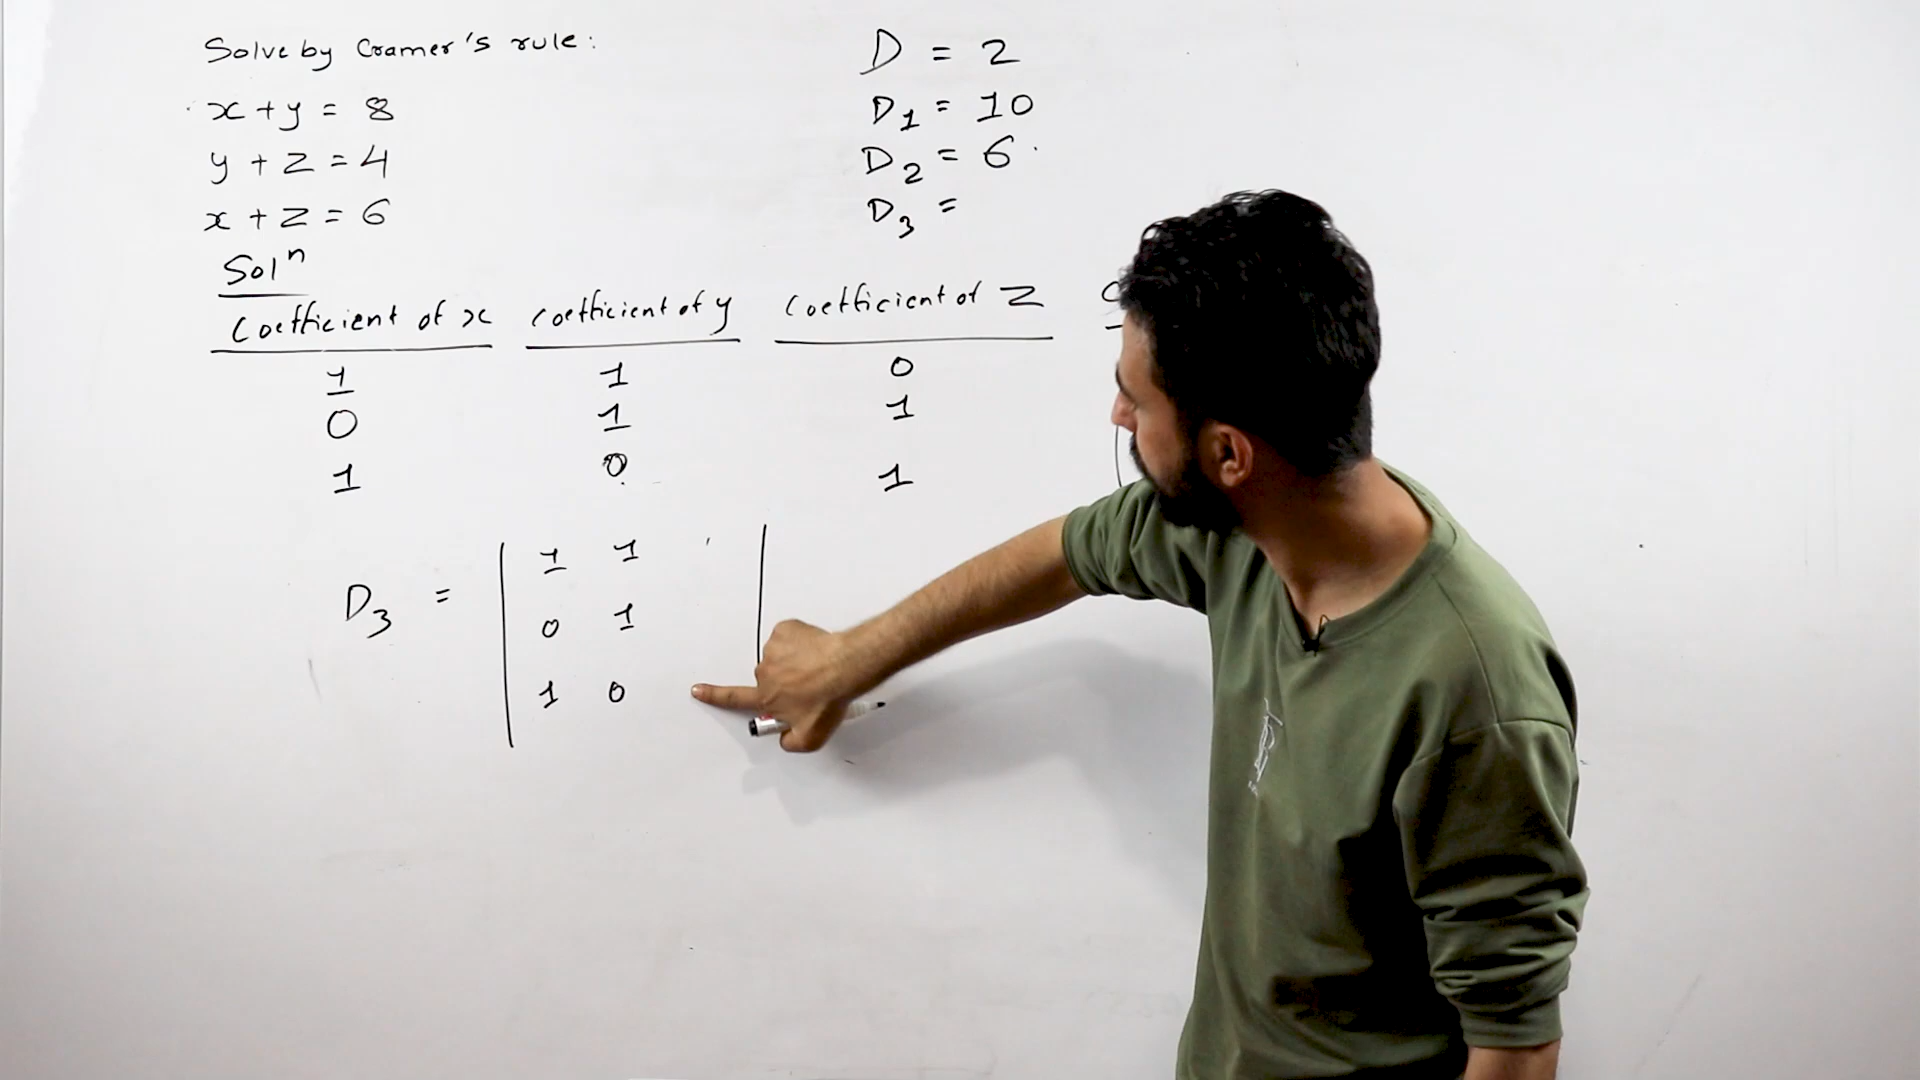 Solve by Cramer's rule:
x + y = 8
y + z = 4
x + z = 6
Solⁿ
D = 2
D₁ = 10
D₂ = 6
D₃ =
Coefficient of x coefficient of y Coefficient of z
1 1 0
0 1 1
1 0 1
D₃ =
1 1
0 1
1 0